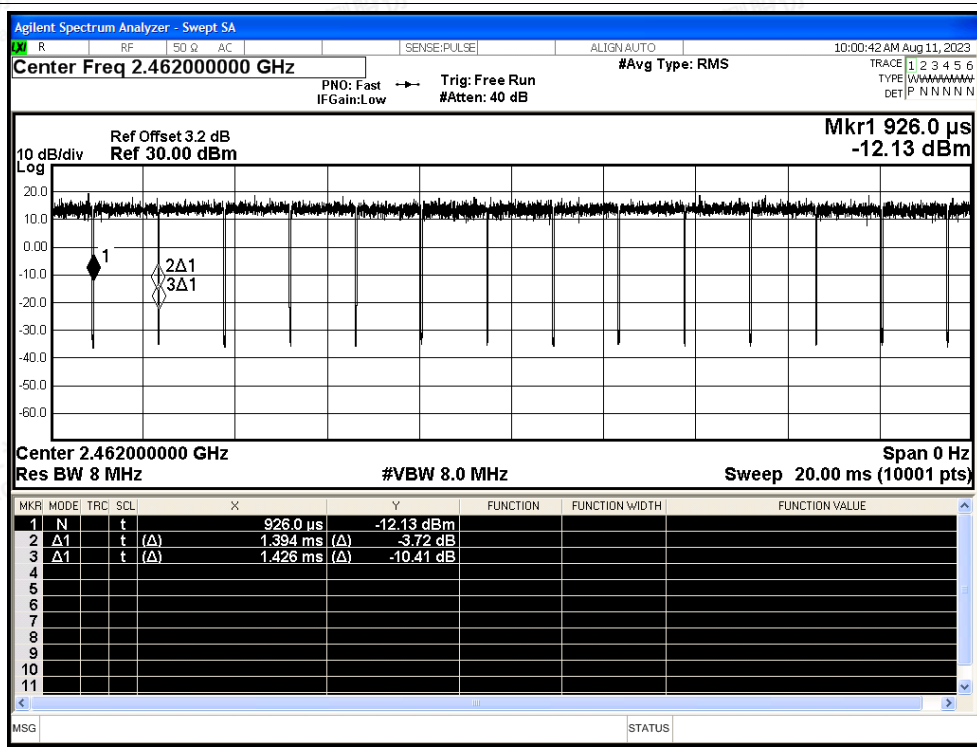 Agilent Spectrum Analyzer - Swept SA
LXI R RF 50 Ω AC SENSE:PULSE ALIGN AUTO 10:00:42 AM Aug 11, 2023
Center Freq 2.462000000 GHz
PNO: Fast
IFGain:Low
Trig: Free Run
#Atten: 40 dB
#Avg Type: RMS
TRACE 1 2 3 4 5 6
TYPE WWWWWW
DET P N N N N N
Ref Offset 3.2 dB
10 dB/div Ref 30.00 dBm
Log
Mkr1 926.0 µs
-12.13 dBm
20.0
10.0
0.00
-10.0
-20.0
-30.0
-40.0
-50.0
-60.0
1
2Δ1
3Δ1
Center 2.462000000 GHz Span 0 Hz
Res BW 8 MHz #VBW 8.0 MHz Sweep 20.00 ms (10001 pts)
MKR MODE TRC SCL X Y FUNCTION FUNCTION WIDTH FUNCTION VALUE
1 N t 926.0 µs -12.13 dBm
2 Δ1 t (Δ) 1.394 ms (Δ) -3.72 dB
3 Δ1 t (Δ) 1.426 ms (Δ) -10.41 dB
4
5
6
7
8
9
10
11
MSG STATUS